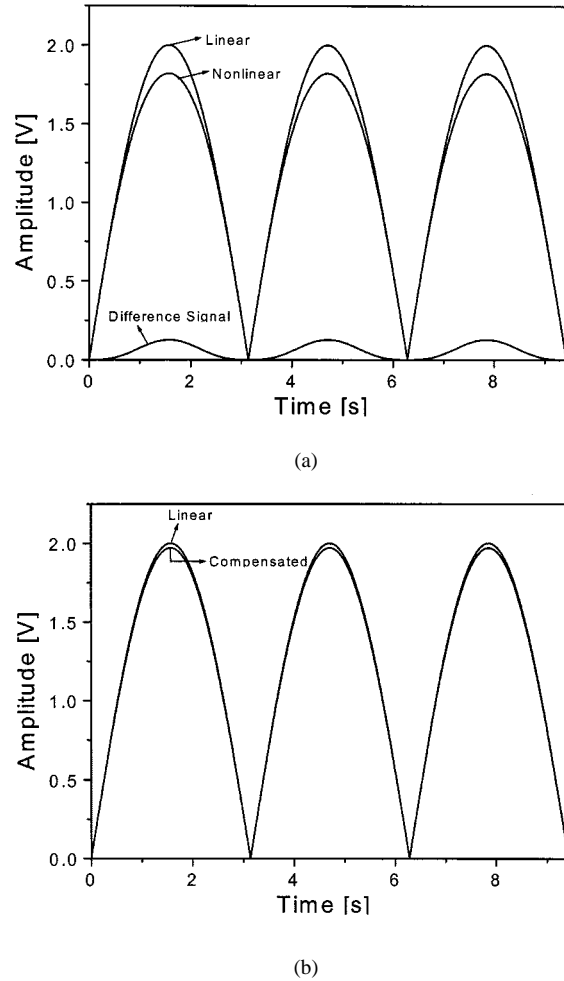 2.0
Linear
Nonlinear
1.5
1.0
0.5
Difference Signal
0.0
0 2 4 6 8
Amplitude [V]
Time [s]
(a)
Linear
2.0
Compensated
1.5
1.0
0.5
0.0
0 2 4 6 8
Amplitude [V]
Time [s]
(b)